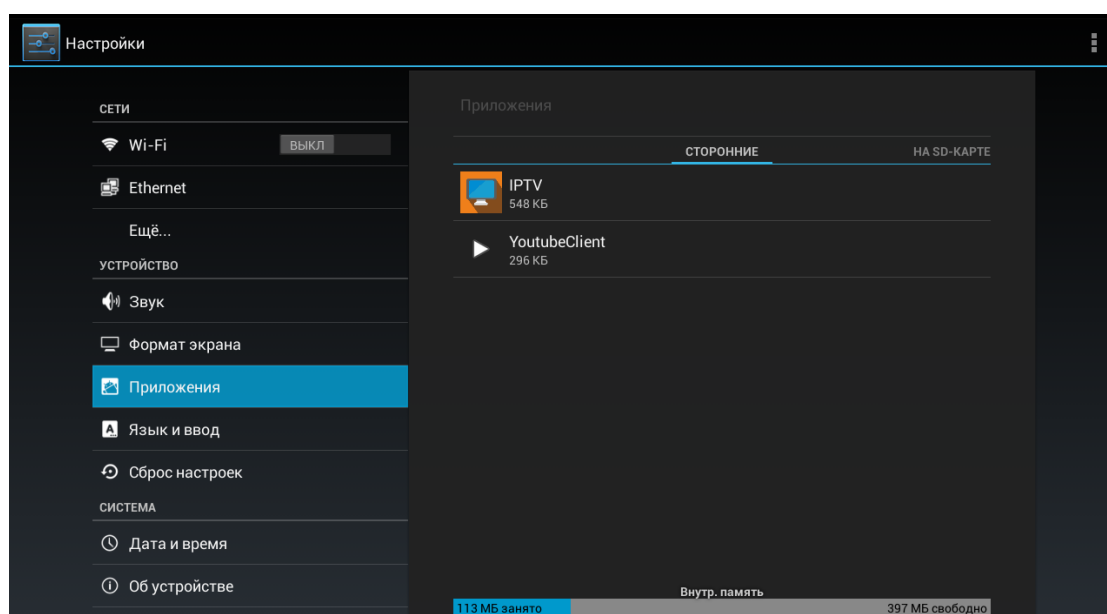 Настройки
СЕТИ
Wi-Fi
ВЫКЛ
Ethernet
Ещё...
УСТРОЙСТВО
Звук
Формат экрана
Приложения
Язык и ввод
Сброс настроек
СИСТЕМА
Дата и время
Об устройстве
Приложения
СТОРОННИЕ
НА SD-КАРТЕ
IPTV
548 КБ
YoutubeClient
296 КБ
Внутр. память
113 МБ занято
397 МБ свободно